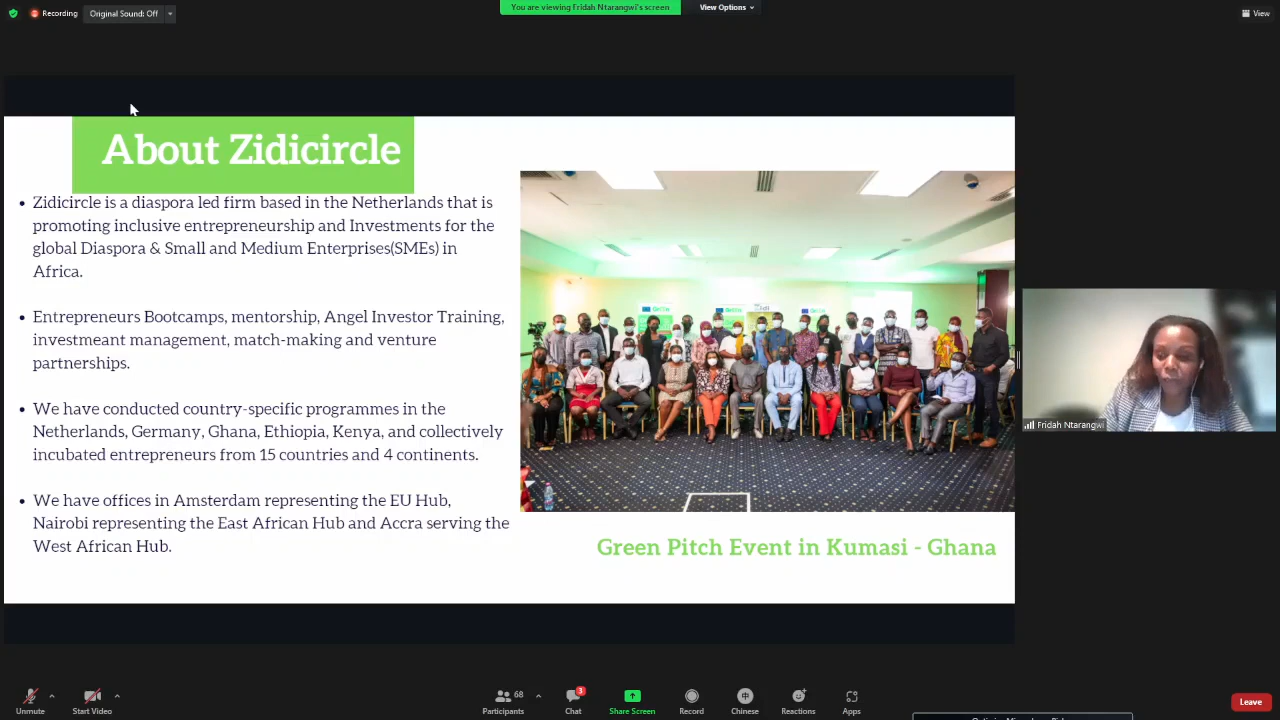 Recording
Original Sound: Off
You are viewing Fridah Ntarangwi's screen
View Options
View
About Zidicircle
• Zidicircle is a diaspora led firm based in the Netherlands that is
promoting inclusive entrepreneurship and Investments for the
global Diaspora & Small and Medium Enterprises(SMEs) in
Africa.
• Entrepreneurs Bootcamps, mentorship, Angel Investor Training,
investmeant management, match-making and venture
partnerships.
• We have conducted country-specific programmes in the
Netherlands, Germany, Ghana, Ethiopia, Kenya, and collectively
incubated entrepreneurs from 15 countries and 4 continents.
• We have offices in Amsterdam representing the EU Hub,
Nairobi representing the East African Hub and Accra serving the
West African Hub.
Green Pitch Event in Kumasi - Ghana
Fridah Ntarangwi
Unmute
Start Video
68
Participants
3
Chat
Share Screen
Record
中
Chinese
Reactions
Apps
Leave